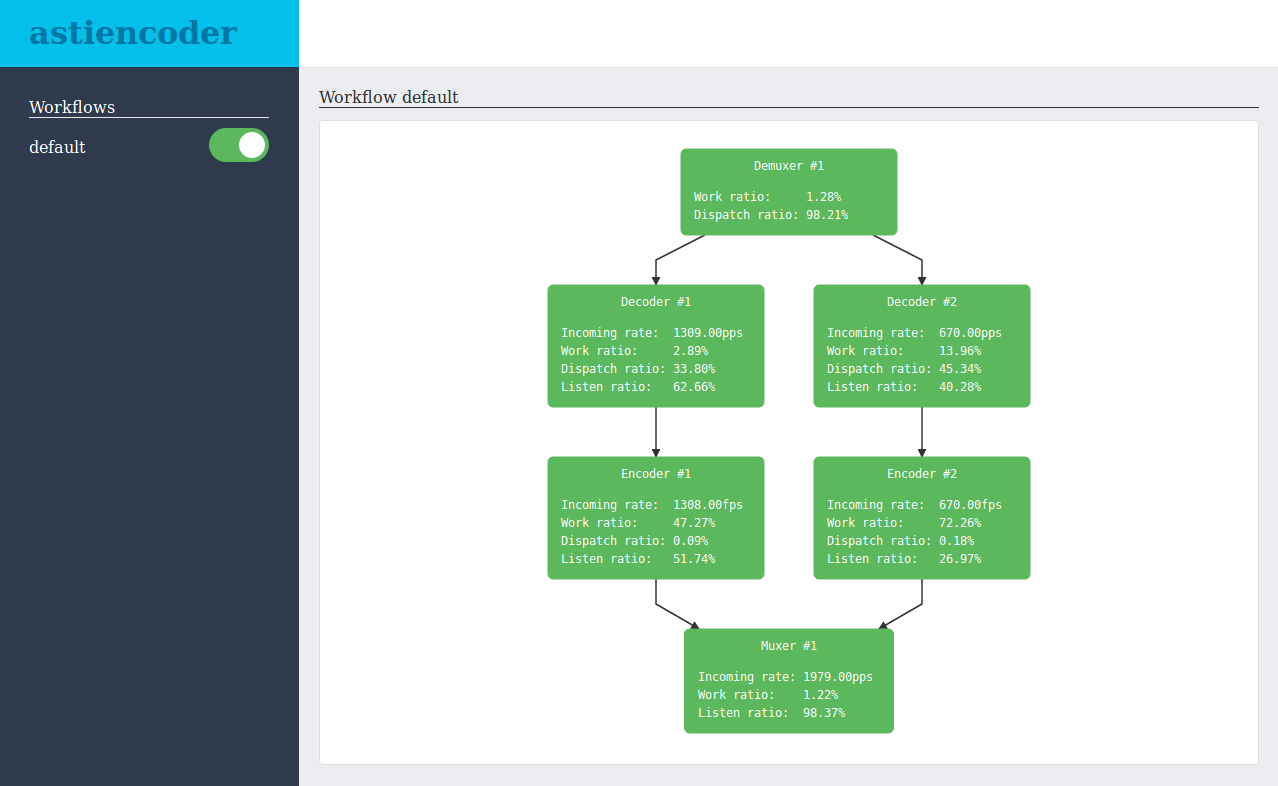 astiencoder
Workflows
default
Workflow default
Demuxer #1
Work ratio: 1.28%
Dispatch ratio: 98.21%
Decoder #1
Incoming rate: 1309.00pps
Work ratio: 2.89%
Dispatch ratio: 33.80%
Listen ratio: 62.66%
Decoder #2
Incoming rate: 670.00pps
Work ratio: 13.96%
Dispatch ratio: 45.34%
Listen ratio: 40.28%
Encoder #1
Incoming rate: 1308.00fps
Work ratio: 47.27%
Dispatch ratio: 0.09%
Listen ratio: 51.74%
Encoder #2
Incoming rate: 670.00fps
Work ratio: 72.26%
Dispatch ratio: 0.18%
Listen ratio: 26.97%
Muxer #1
Incoming rate: 1979.00pps
Work ratio: 1.22%
Listen ratio: 98.37%